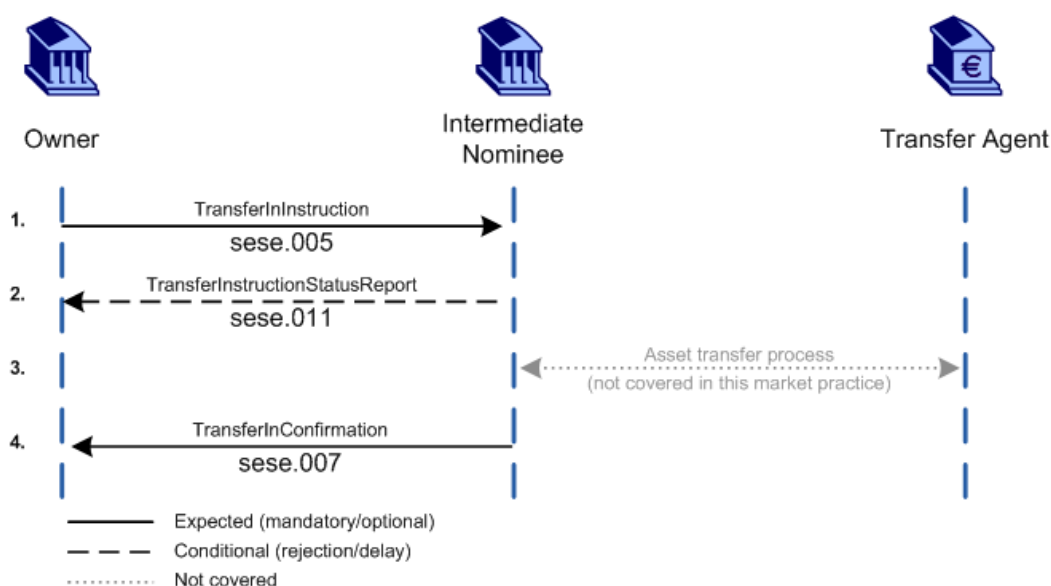 €
Owner
Intermediate
Nominee
Transfer Agent
1.
TransferInInstruction
sese.005
2.
TransferInstructionStatusReport
sese.011
3.
Asset transfer process
(not covered in this market practice)
4.
TransferInConfirmation
sese.007
Expected (mandatory/optional)
Conditional (rejection/delay)
Not covered